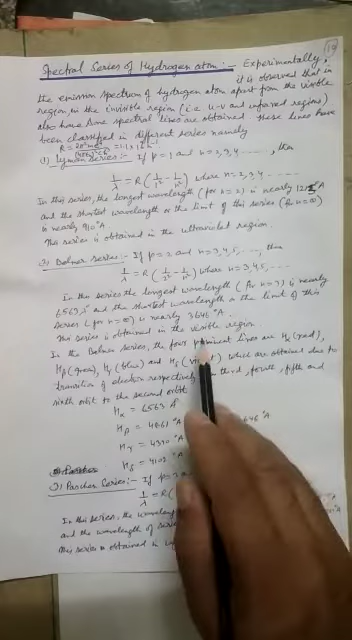 (19)
Spectral Series of Hydrogen atom:- Experimentally,
it is observed that in
the emission spectrum of hydrogen atom apart from the visible
region, in the invisible region (i.e. U-V and infrared regions)
also have some spectral lines are obtained these lines have
been classified in different series namely
(1) Lyman Series:- If p=1 and n=2,3,4 ......, then
1/λ = R(1/1² - 1/n²) where n=2,3,4 ...
In this series, the longest wavelength (for n=2) is nearly
and the shortest wavelength or the limit of this series (for n=∞)
is nearly 910°A
This series is obtained in the ultraviolet region.
(2) Balmer series:- If p=2 and n=3,4,5, ....., then
1/λ = R(1/2² - 1/n²) where n=3,4,5, ...
In this series the longest wavelength (for n=3) is nearly
6563 and the shortest wavelength or the limit of this
series (for n=∞) is nearly 3646 °A.
This series is obtained in the visible region
In the Balmer series, the four prominent lines are Hα (red),
Hβ (green), Hγ (blue) and Hδ which are obtained due to
transition of electron respectively third, fourth, fifth and
sixth orbit to the second orbit
Hα = 6563 A°
Hβ = 4861 °A 646 °A
Hγ = 4340 °A
Hδ = 4102 °A
(3) Paschen Series:- If p=3
1/λ = R(
In this series, the wavelength
and the wavelength of series
This series is obtained in